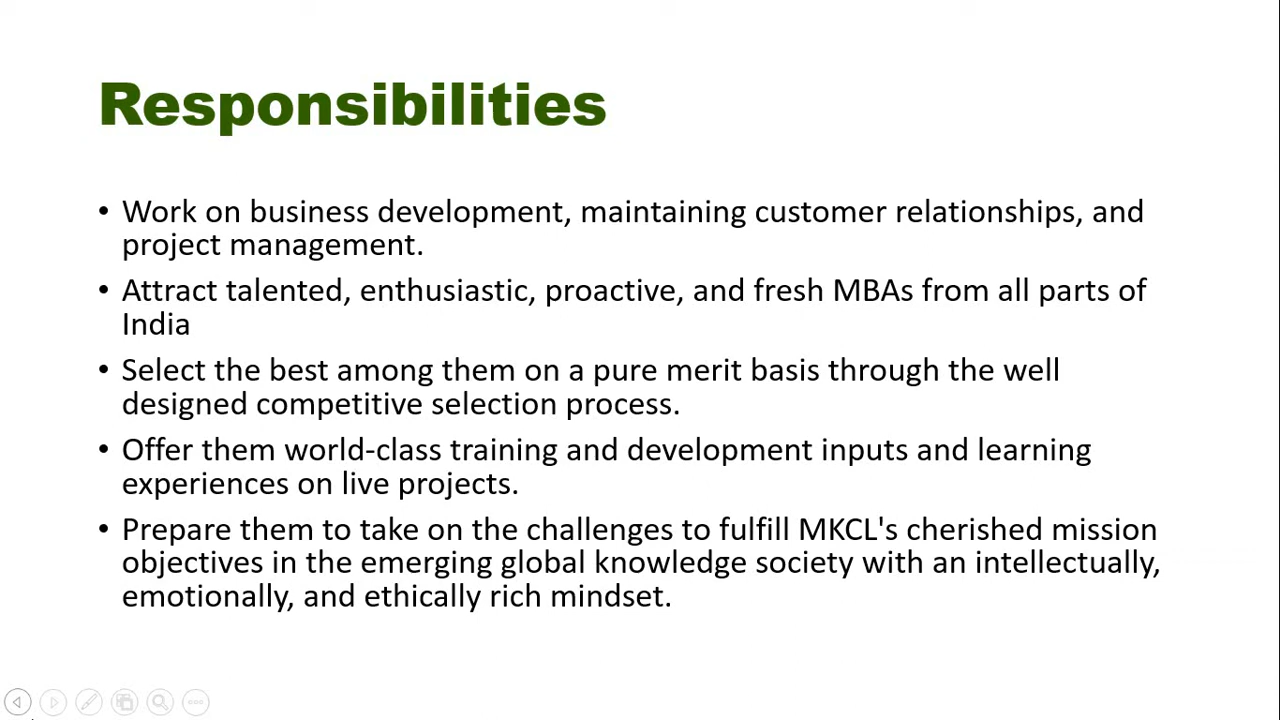 Responsibilities
• Work on business development, maintaining customer relationships, and
project management.
• Attract talented, enthusiastic, proactive, and fresh MBAs from all parts of
India
• Select the best among them on a pure merit basis through the well
designed competitive selection process.
• Offer them world-class training and development inputs and learning
experiences on live projects.
• Prepare them to take on the challenges to fulfill MKCL's cherished mission
objectives in the emerging global knowledge society with an intellectually,
emotionally, and ethically rich mindset.